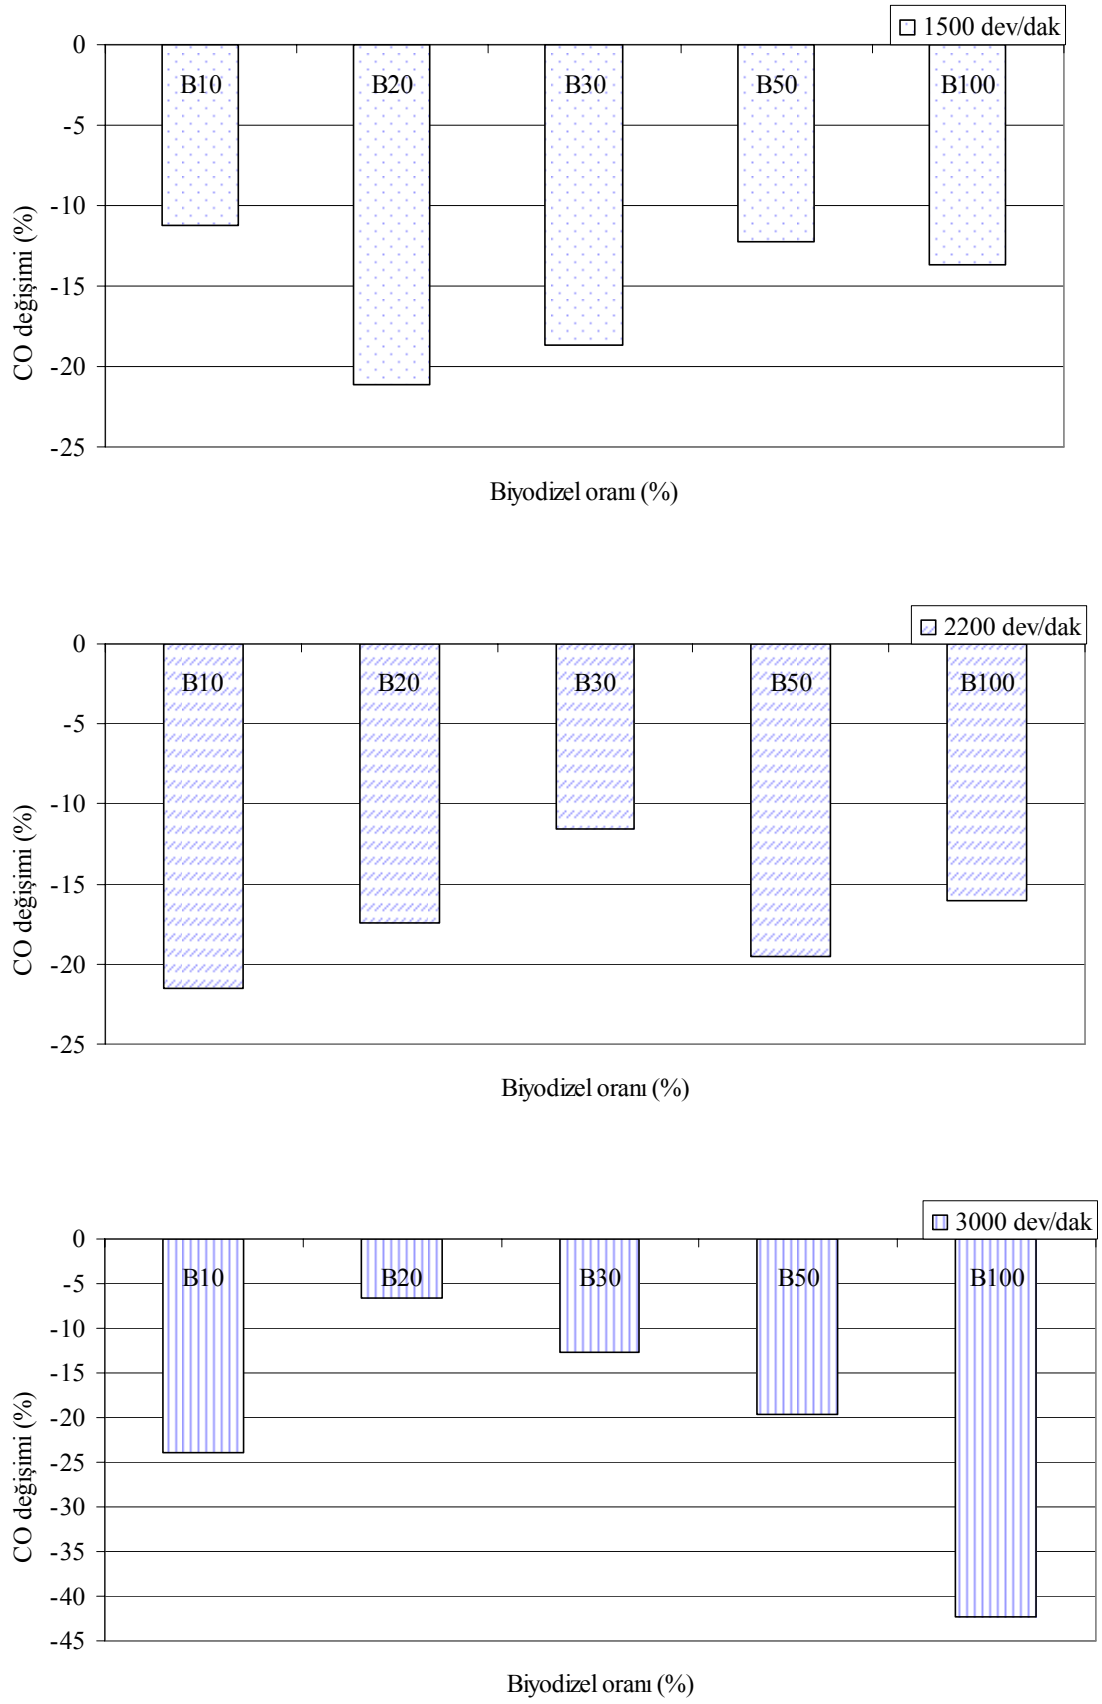 1500 dev/dak
0
B10 B20 B30 B50 B100
-5
-10
-15
-20
-25
CO değişimi (%)
Biyodizel oranı (%)
2200 dev/dak
0
B10 B20 B30 B50 B100
-5
-10
-15
-20
-25
CO değişimi (%)
Biyodizel oranı (%)
3000 dev/dak
0
B10 B20 B30 B50 B100
-5
-10
-15
-20
-25
-30
-35
-40
-45
CO değişimi (%)
Biyodizel oranı (%)